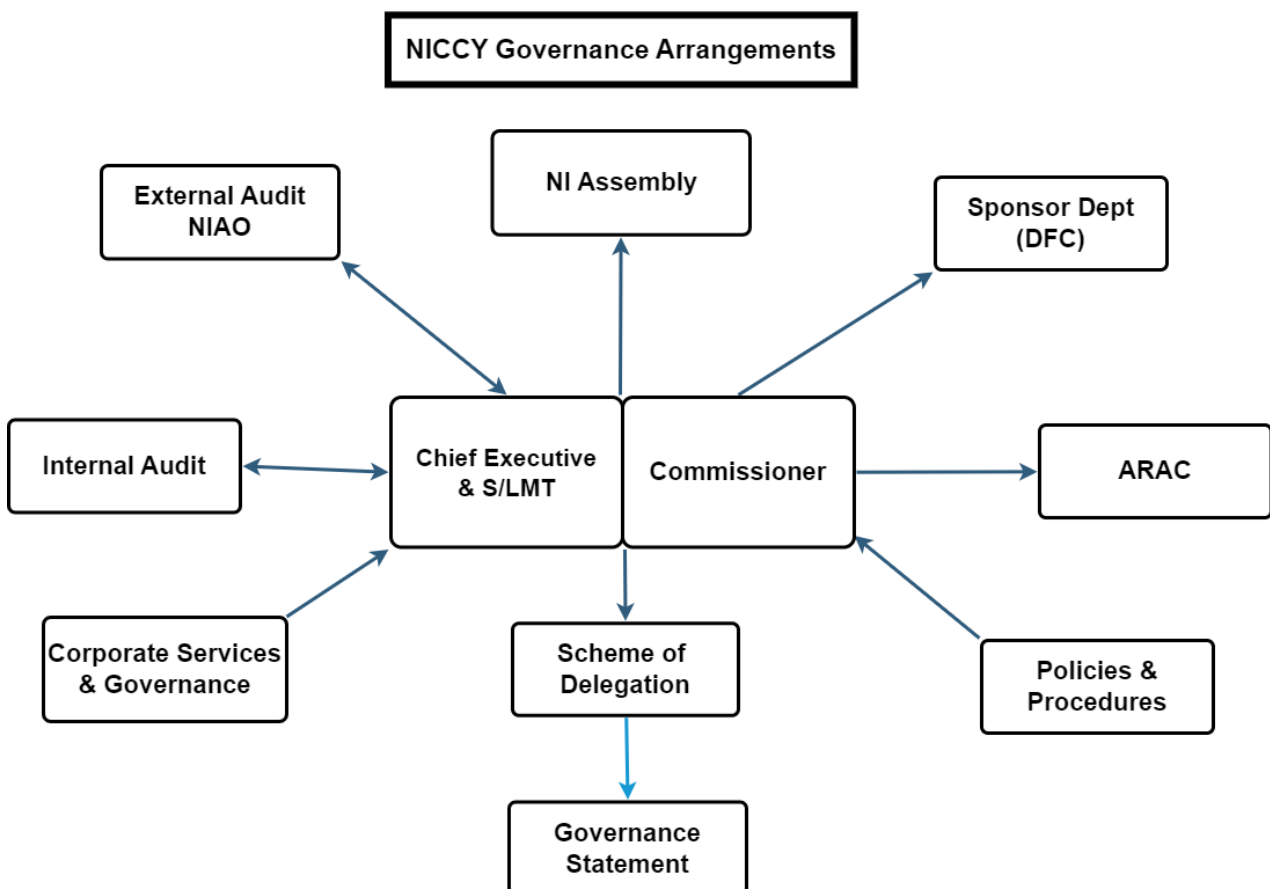 NICCY Governance Arrangements
External Audit
NIAO
NI Assembly
Sponsor Dept
(DFC)
Internal Audit
Chief Executive
& S/LMT
Commissioner
ARAC
Corporate Services
& Governance
Scheme of
Delegation
Policies &
Procedures
Governance
Statement